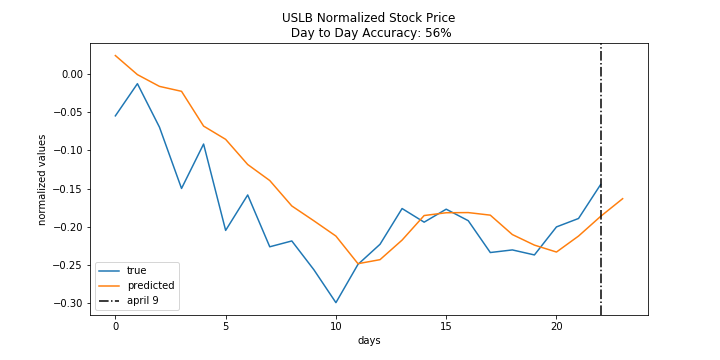 USLB Normalized Stock Price
Day to Day Accuracy: 56%
normalized values
0.00
−0.05
−0.10
−0.15
−0.20
−0.25
−0.30
true
predicted
april 9
0
5
10
15
20
days